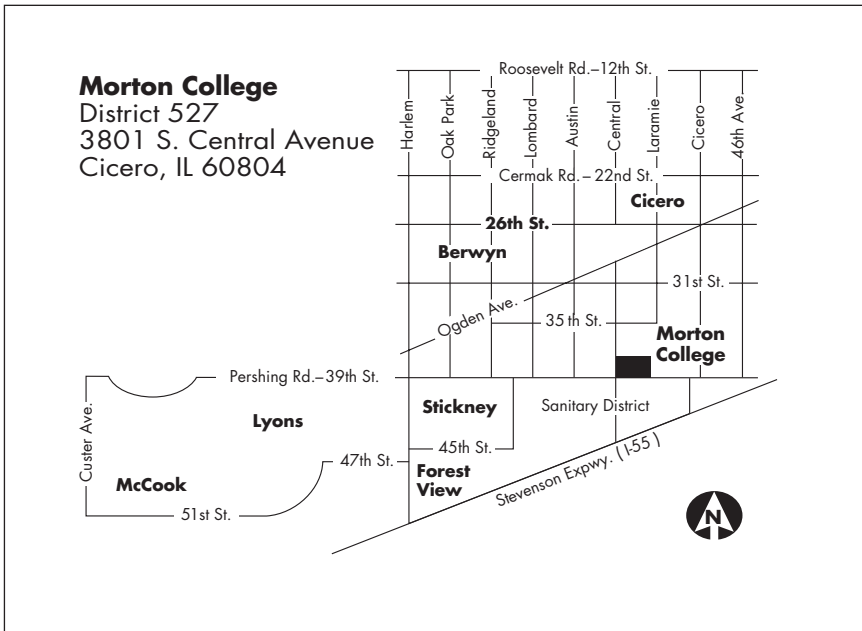 Morton College
District 527
3801 S. Central Avenue
Cicero, IL 60804
Roosevelt Rd.–12th St.
Harlem
Oak Park
Ridgeland
Lombard
Austin
Central
Laramie
Cicero
46th Ave.
Cermak Rd.–22nd St.
Cicero
26th St.
Berwyn
31st St.
Ogden Ave.
35th St.
Morton
College
Pershing Rd.–39th St.
Custer Ave.
Lyons
Stickney
Sanitary District
45th St.
47th St.
Forest
View
McCook
51st St.
Stevenson Expwy. ( I-55 )
N